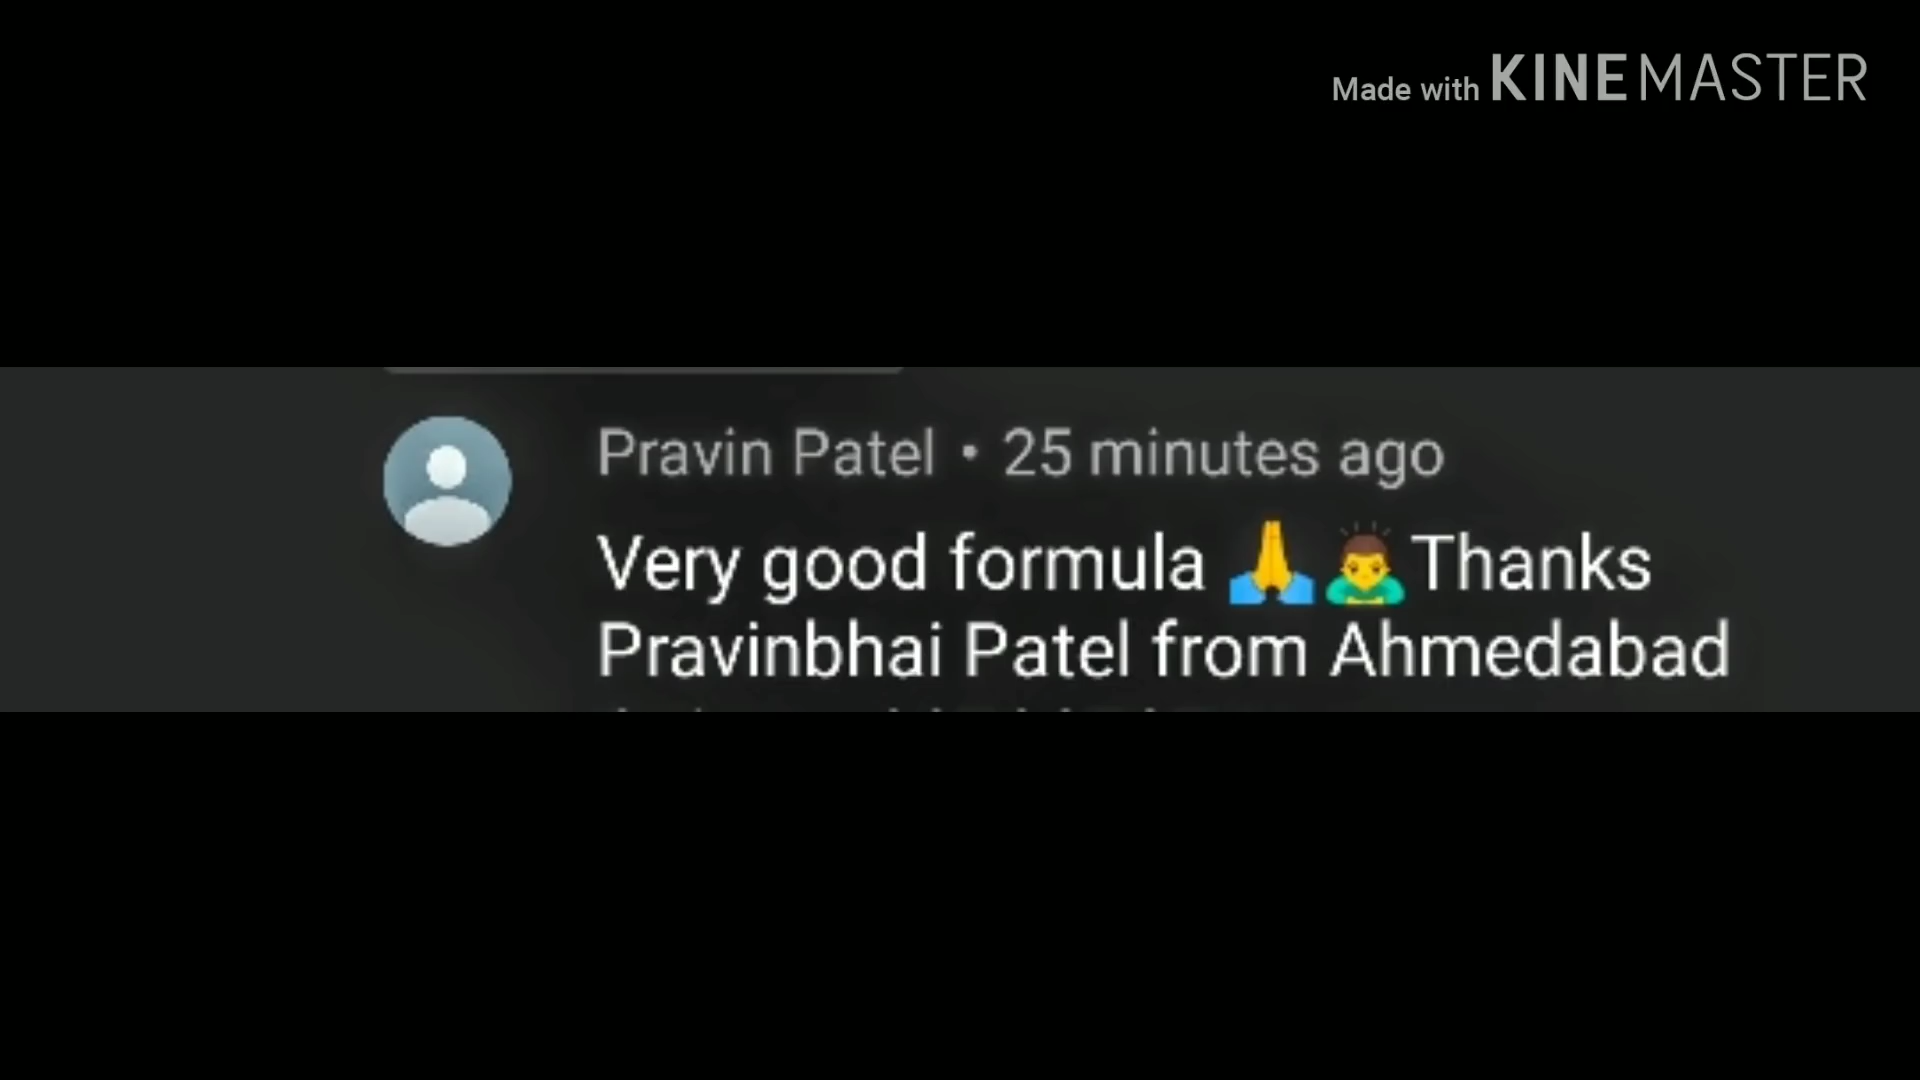 Made with KINEMASTER
Pravin Patel • 25 minutes ago
Very good formula 🙏🙇‍♂️Thanks
Pravinbhai Patel from Ahmedabad